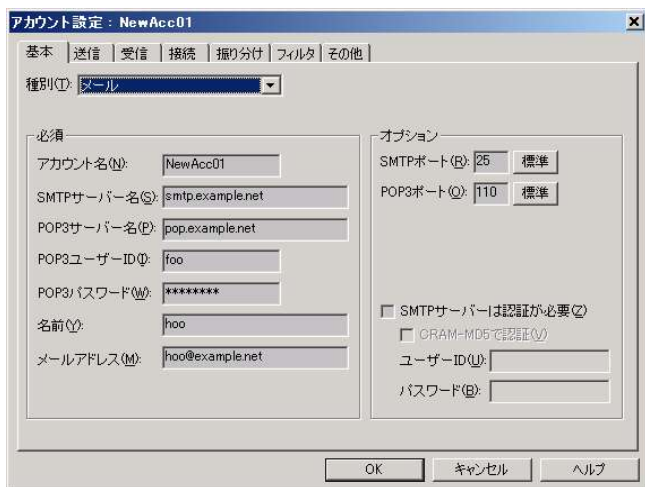 アカウント設定：NewAcc01
基本 送信 受信 接続 振り分け フィルタ その他
種別(T): メール
必須
アカウント名(N): NewAcc01
SMTPサーバー名(S): smtp.example.net
POP3サーバー名(P): pop.example.net
POP3ユーザーID(I): foo
POP3パスワード(W): ********
名前(Y): hoo
メールアドレス(M): hoo@example.net
オプション
SMTPポート(R): 25 標準
POP3ポート(O): 110 標準
SMTPサーバーは認証が必要(Z)
CRAM-MD5で認証(V)
ユーザーID(U):
パスワード(B):
OK キャンセル ヘルプ